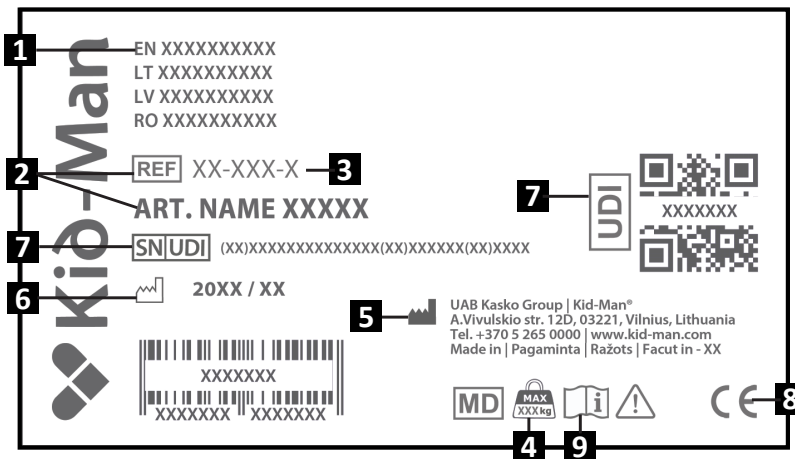 Kið-Man
1
EN XXXXXXXXXX
LT XXXXXXXXXX
LV XXXXXXXXXX
RO XXXXXXXXXX
2
REF XX-XXX-X 3
ART. NAME XXXXX
7
SN UDI (XX)XXXXXXXXXXXXXX(XX)XXXXXX(XX)XXXX
6
20XX / XX
XXXXXXX
XXXXXXX XXXXXXX
7
UDI
XXXXXXX
5
UAB Kasko Group | Kid-Man®
A.Vivulskio str. 12D, 03221, Vilnius, Lithuania
Tel. +370 5 265 0000 | www.kid-man.com
Made in | Pagaminta | Ražots | Facut in - XX
MD
MAX
XXX kg
i
!
CE
8
4
9